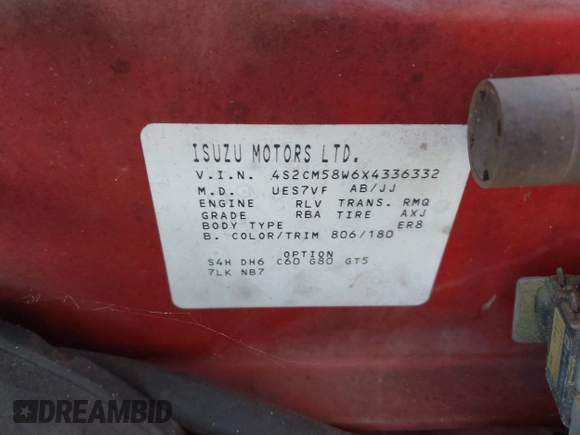 ISUZU MOTORS LTD.
V.I.N. 4S2CM58W6X4336332
M.D. UES7VF AB/JJ
ENGINE RLV TRANS. RMQ
GRADE RBA TIRE AXJ
BODY TYPE ER8
B. COLOR/TRIM 806/180
OPTION
S4H DH6 C60 G80 GT5
7LK NB7
DREAMBID